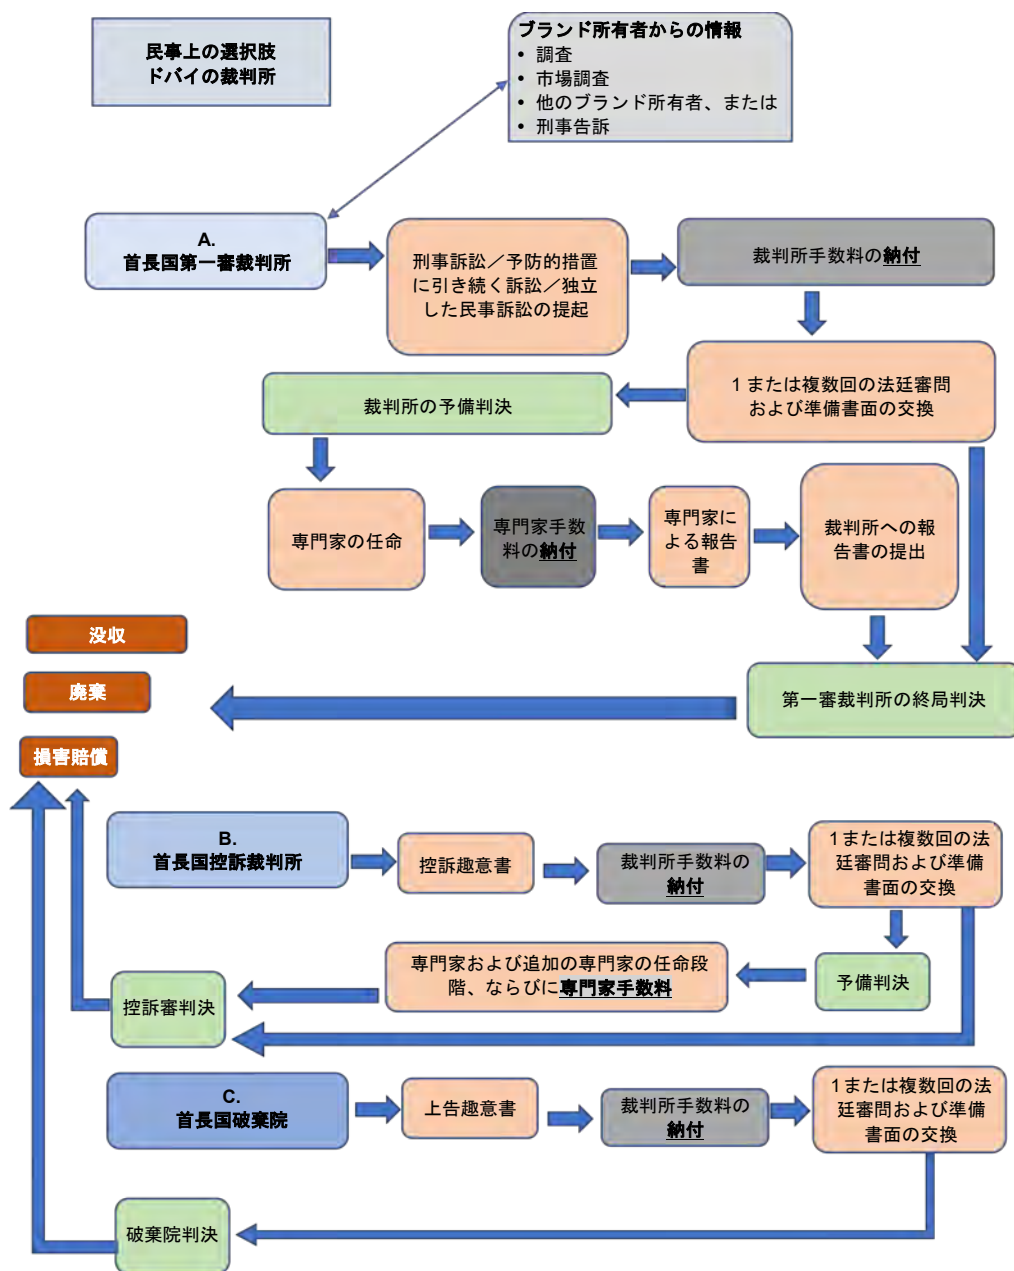 民事上の選択肢
ドバイの裁判所
ブランド所有者からの情報
• 調査
• 市場調査
• 他のブランド所有者、または
• 刑事告訴
A.
首長国第一審裁判所
刑事訴訟／予防的措置
に引き続く訴訟／独立
した民事訴訟の提起
裁判所手数料の納付
1または複数回の法廷審問
および準備書面の交換
裁判所の予備判決
専門家の任命
専門家手数
料の納付
専門家に
よる報告
書
裁判所への報
告書の提出
没収
廃棄
損害賠償
第一審裁判所の終局判決
B.
首長国控訴裁判所
控訴趣意書
裁判所手数料の
納付
1または複数回の法
廷審問および準備
書面の交換
予備判決
専門家および追加の専門家の任命段
階、ならびに専門家手数料
控訴審判決
C.
首長国破棄院
上告趣意書
裁判所手数料の
納付
1または複数回の法
廷審問および準備
書面の交換
破棄院判決